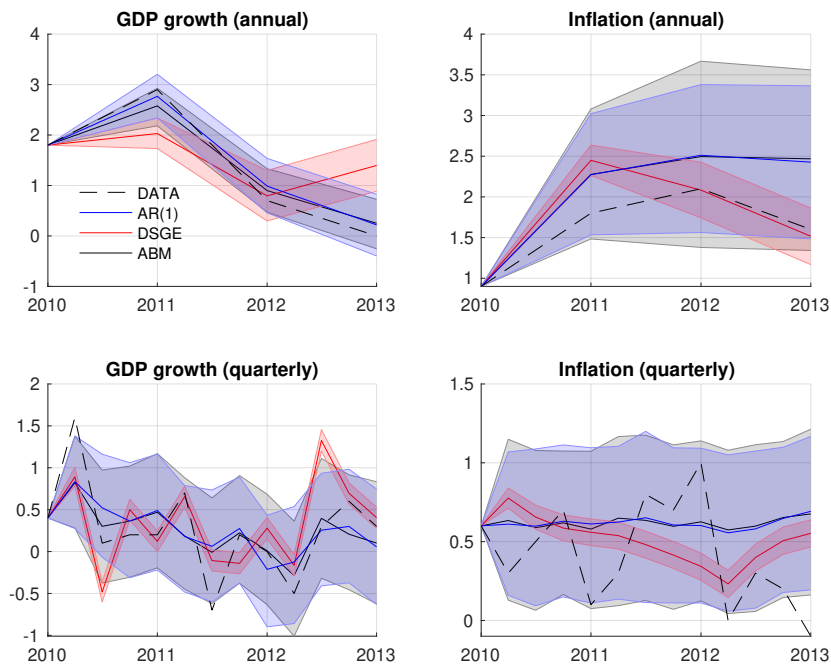 GDP growth (annual)
4
3
2
1
0
-1
2010 2011 2012 2013
DATA
AR(1)
DSGE
ABM
Inflation (annual)
4
3.5
3
2.5
2
1.5
1
2010 2011 2012 2013
GDP growth (quarterly)
2
1.5
1
0.5
0
-0.5
-1
2010 2011 2012 2013
Inflation (quarterly)
1.5
1
0.5
0
2010 2011 2012 2013